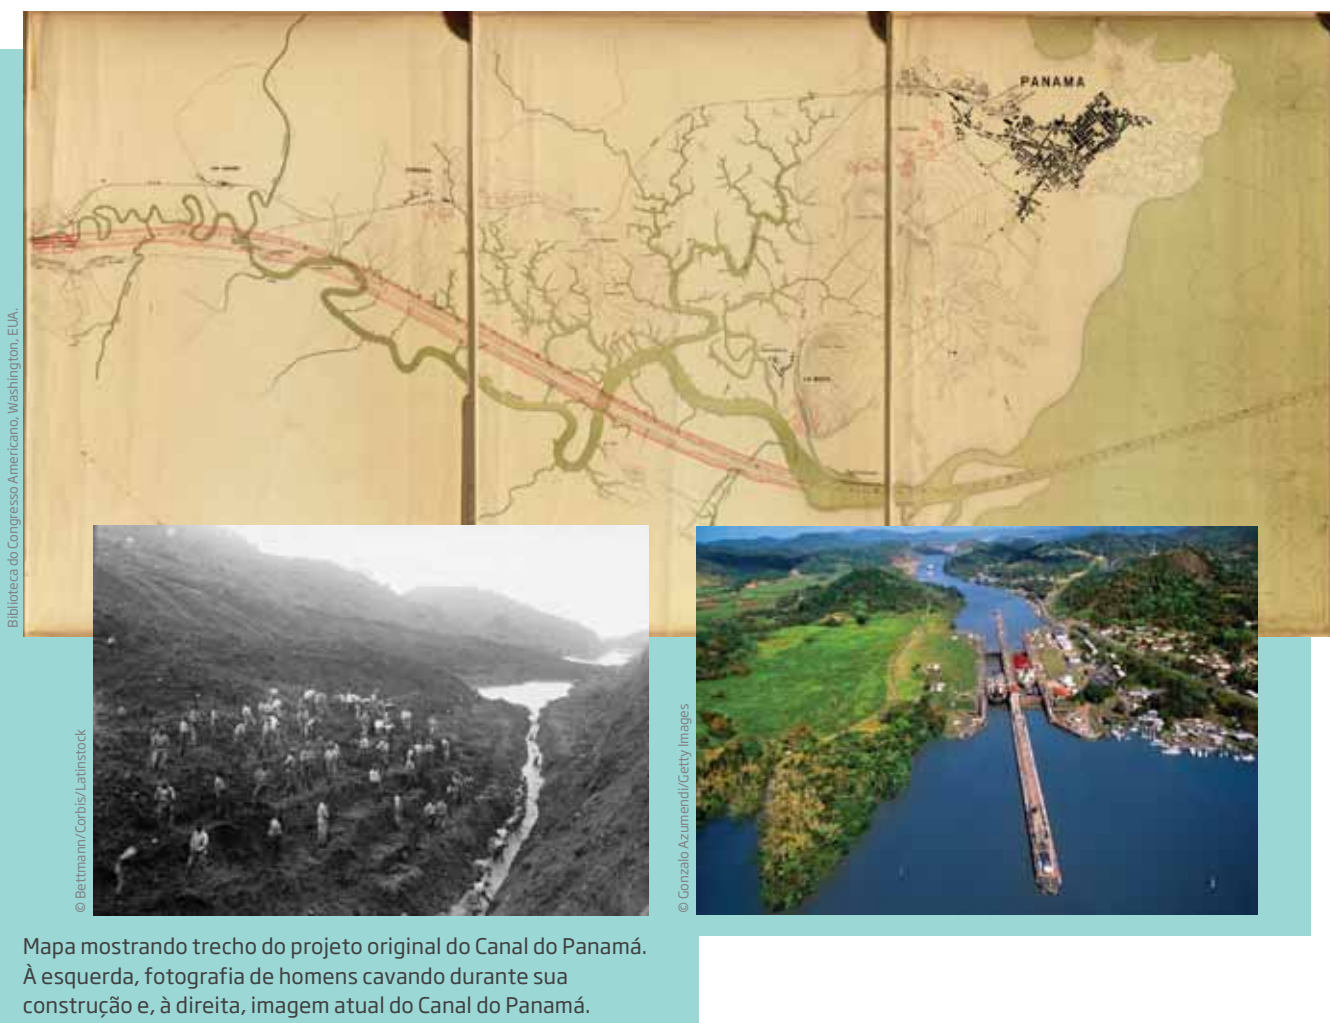 PANAMA
Biblioteca do Congresso Americano, Washington, EUA.
© Bettmann/Corbis/Latinstock
© Gonzalo Azumendi/Getty Images
Mapa mostrando trecho do projeto original do Canal do Panamá.
À esquerda, fotografia de homens cavando durante sua
construção e, à direita, imagem atual do Canal do Panamá.